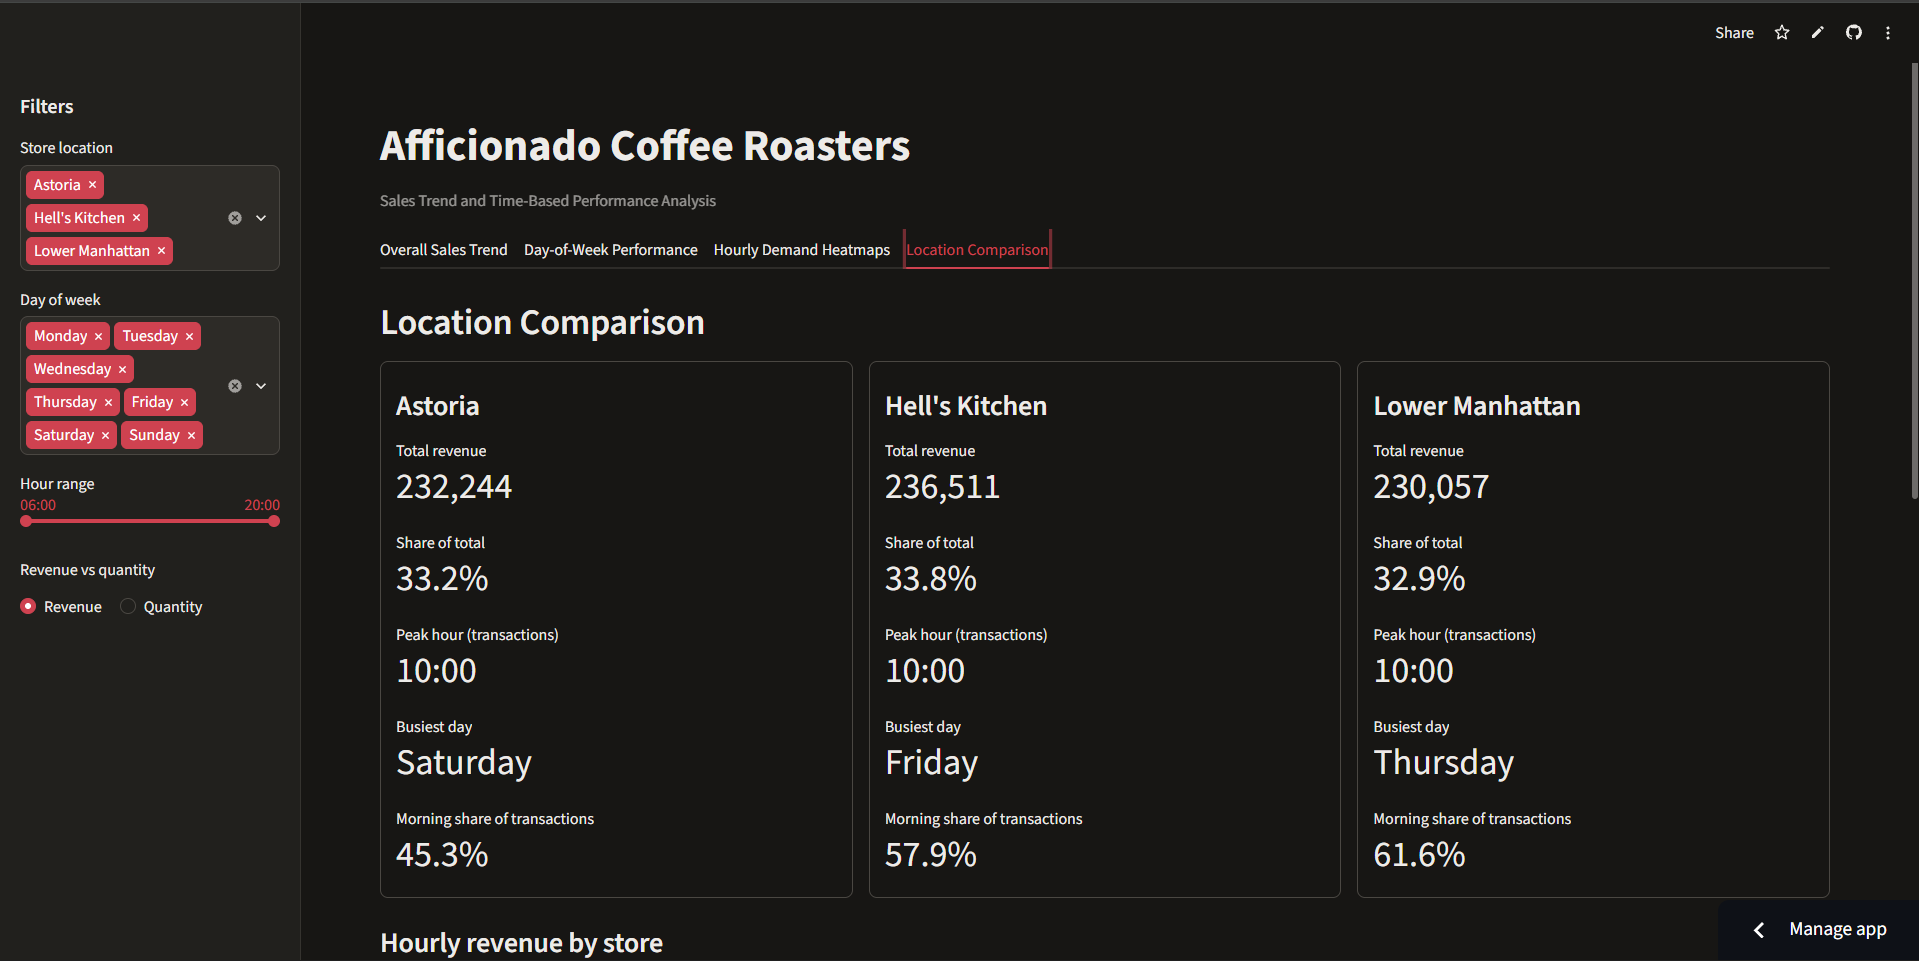 Share
Filters
Store location
Astoria ×
Hell's Kitchen ×
Lower Manhattan ×
Day of week
Monday × Tuesday ×
Wednesday ×
Thursday × Friday ×
Saturday × Sunday ×
Hour range
06:00 20:00
Revenue vs quantity
Revenue Quantity
Afficionado Coffee Roasters
Sales Trend and Time-Based Performance Analysis
Overall Sales Trend Day-of-Week Performance Hourly Demand Heatmaps Location Comparison
Location Comparison
Astoria
Total revenue
232,244
Share of total
33.2%
Peak hour (transactions)
10:00
Busiest day
Saturday
Morning share of transactions
45.3%
Hell's Kitchen
Total revenue
236,511
Share of total
33.8%
Peak hour (transactions)
10:00
Busiest day
Friday
Morning share of transactions
57.9%
Lower Manhattan
Total revenue
230,057
Share of total
32.9%
Peak hour (transactions)
10:00
Busiest day
Thursday
Morning share of transactions
61.6%
Hourly revenue by store
Manage app